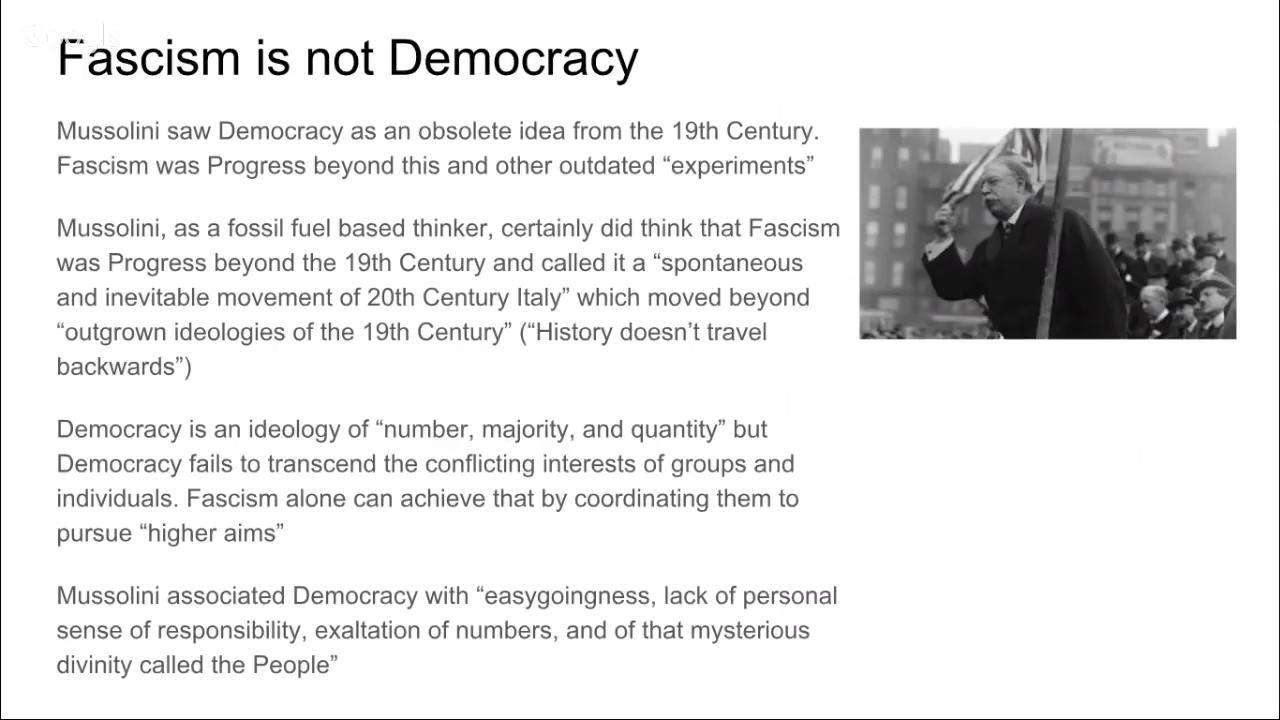 Fascism is not Democracy
Mussolini saw Democracy as an obsolete idea from the 19th Century.
Fascism was Progress beyond this and other outdated “experiments”
Mussolini, as a fossil fuel based thinker, certainly did think that Fascism
was Progress beyond the 19th Century and called it a “spontaneous
and inevitable movement of 20th Century Italy” which moved beyond
“outgrown ideologies of the 19th Century” (“History doesn’t travel
backwards”)
Democracy is an ideology of “number, majority, and quantity” but
Democracy fails to transcend the conflicting interests of groups and
individuals. Fascism alone can achieve that by coordinating them to
pursue “higher aims”
Mussolini associated Democracy with “easygoingness, lack of personal
sense of responsibility, exaltation of numbers, and of that mysterious
divinity called the People”